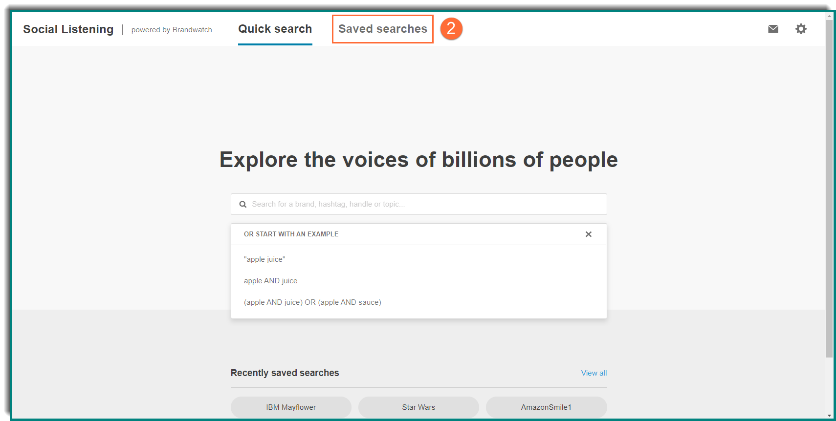 Social Listening | powered by Brandwatch Quick search Saved searches 2
Explore the voices of billions of people
Search for a brand, hashtag, handle or topic...
OR START WITH AN EXAMPLE
"apple juice"
apple AND juice
(apple AND juice) OR (apple AND sauce)
Recently saved searches View all
IBM Mayflower Star Wars AmazonSmile1